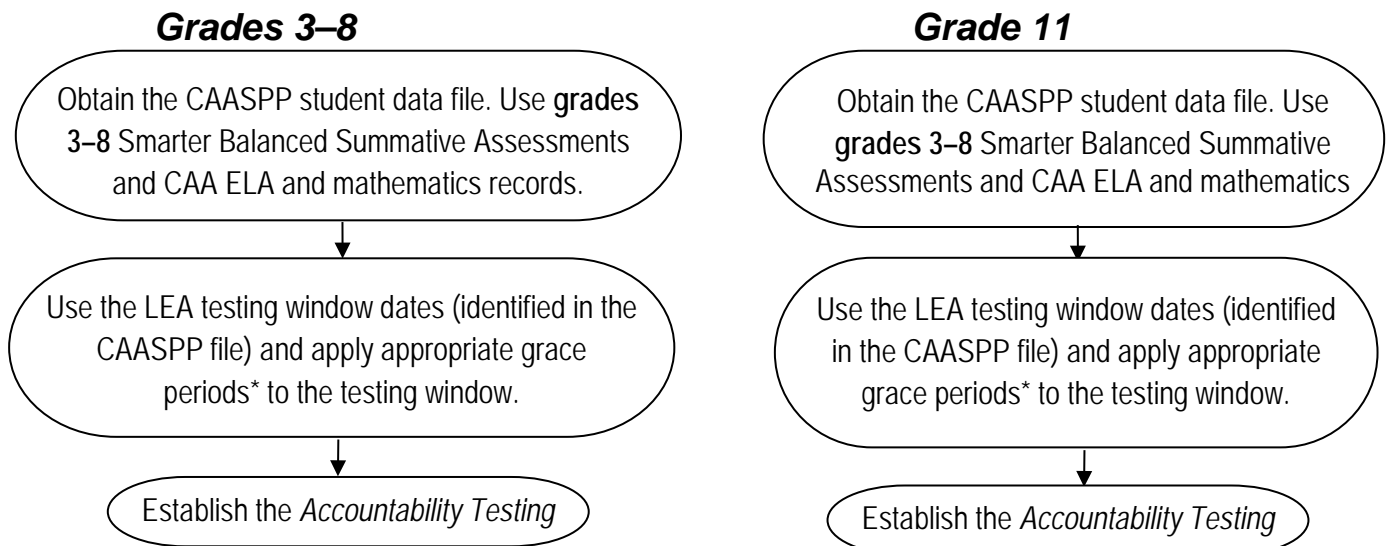 Grades 3–8
Obtain the CAASPP student data file. Use grades
3–8 Smarter Balanced Summative Assessments
and CAA ELA and mathematics records.
Use the LEA testing window dates (identified in the
CAASPP file) and apply appropriate grace
periods* to the testing window.
Establish the Accountability Testing
Grade 11
Obtain the CAASPP student data file. Use
grades 3–8 Smarter Balanced Summative
Assessments and CAA ELA and mathematics
Use the LEA testing window dates (identified
in the CAASPP file) and apply appropriate
grace periods* to the testing window.
Establish the Accountability Testing